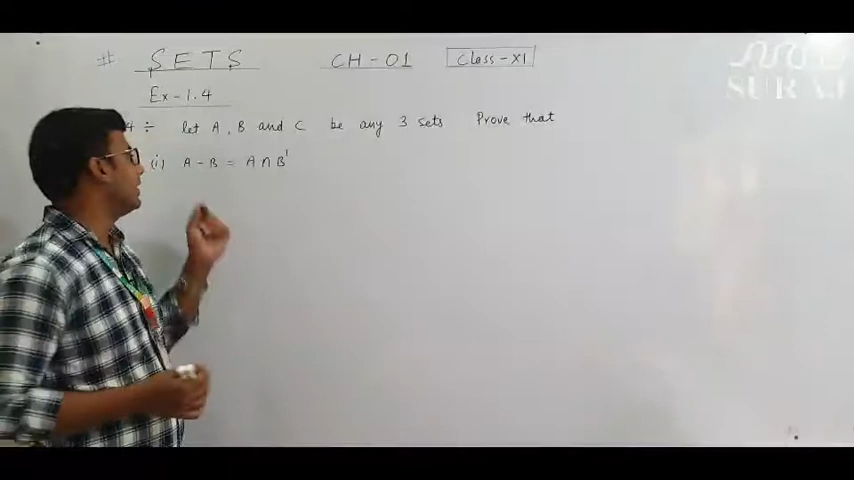 # SETS CH-01 Class-XI
Ex-1.4
4 ÷ let A, B and C be any 3 sets Prove that
(i) A - B = A ∩ B'
SURAJ